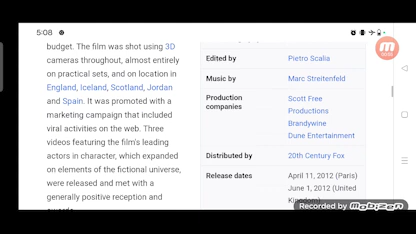 5:08
budget. The film was shot using 3D
cameras throughout, almost entirely
on practical sets, and on location in
England, Iceland, Scotland, Jordan
and Spain. It was promoted with a
marketing campaign that included
viral activities on the web. Three
videos featuring the film's leading
actors in character, which expanded
on elements of the fictional universe,
were released and met with a
generally positive reception and
awards.
Edited by Pietro Scalia
Music by Marc Streitenfeld
Production companies
Scott Free Productions
Brandywine
Dune Entertainment
Distributed by 20th Century Fox
Release dates April 11, 2012 (Paris)
June 1, 2012 (United
Kingdom)
Recorded by Mobizen